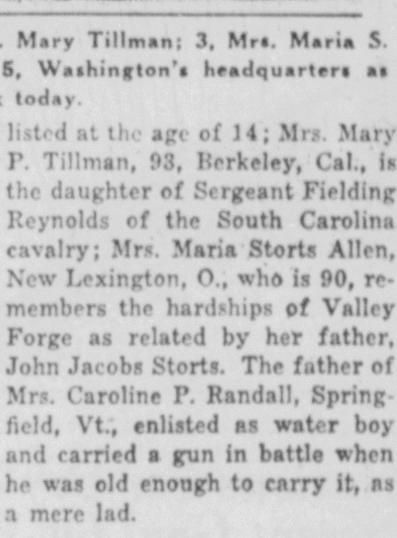 . Mary Tillman; 3, Mrs. Maria S.
5, Washington's headquarters as
today.
listed at the age of 14; Mrs. Mary
P. Tillman, 93, Berkeley, Cal., is
the daughter of Sergeant Fielding
Reynolds of the South Carolina
cavalry; Mrs. Maria Storts Allen,
New Lexington, O., who is 90, re-
members the hardships of Valley
Forge as related by her father,
John Jacobs Storts. The father of
Mrs. Caroline P. Randall, Spring-
field, Vt., enlisted as water boy
and carried a gun in battle when
he was old enough to carry it, as
a mere lad.